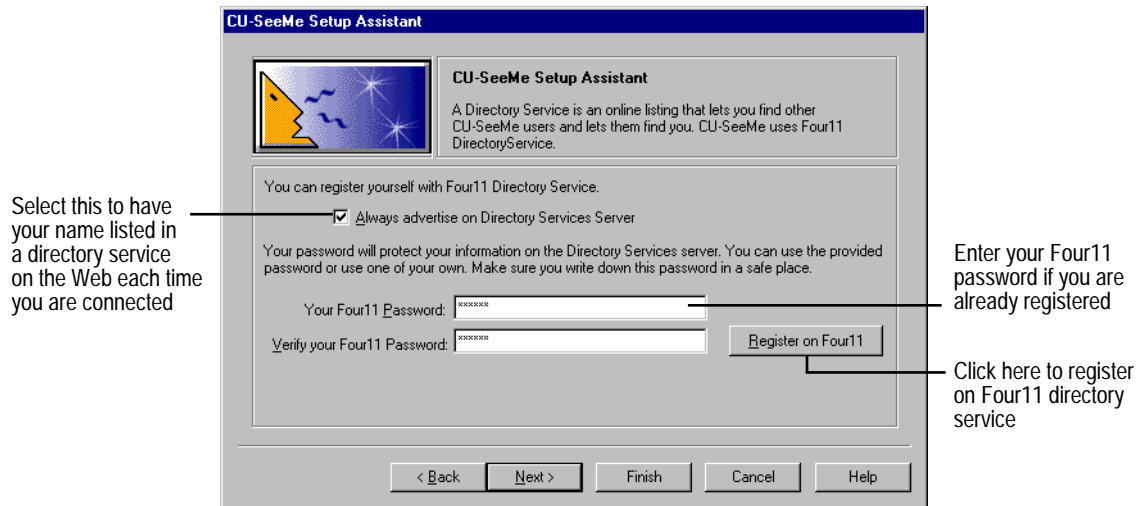 CU-SeeMe Setup Assistant
CU-SeeMe Setup Assistant
A Directory Service is an online listing that lets you find other
CU-SeeMe users and lets them find you. CU-SeeMe uses Four11
DirectoryService.
You can register yourself with Four11 Directory Service.
Always advertise on Directory Services Server
Your password will protect your information on the Directory Services server. You can use the provided
password or use one of your own. Make sure you write down this password in a safe place.
Your Four11 Password: ******
Verify your Four11 Password: ******
Register on Four11
< Back
Next >
Finish
Cancel
Help
Select this to have
your name listed in
a directory service
on the Web each time
you are connected
Enter your Four11
password if you are
already registered
Click here to register
on Four11 directory
service